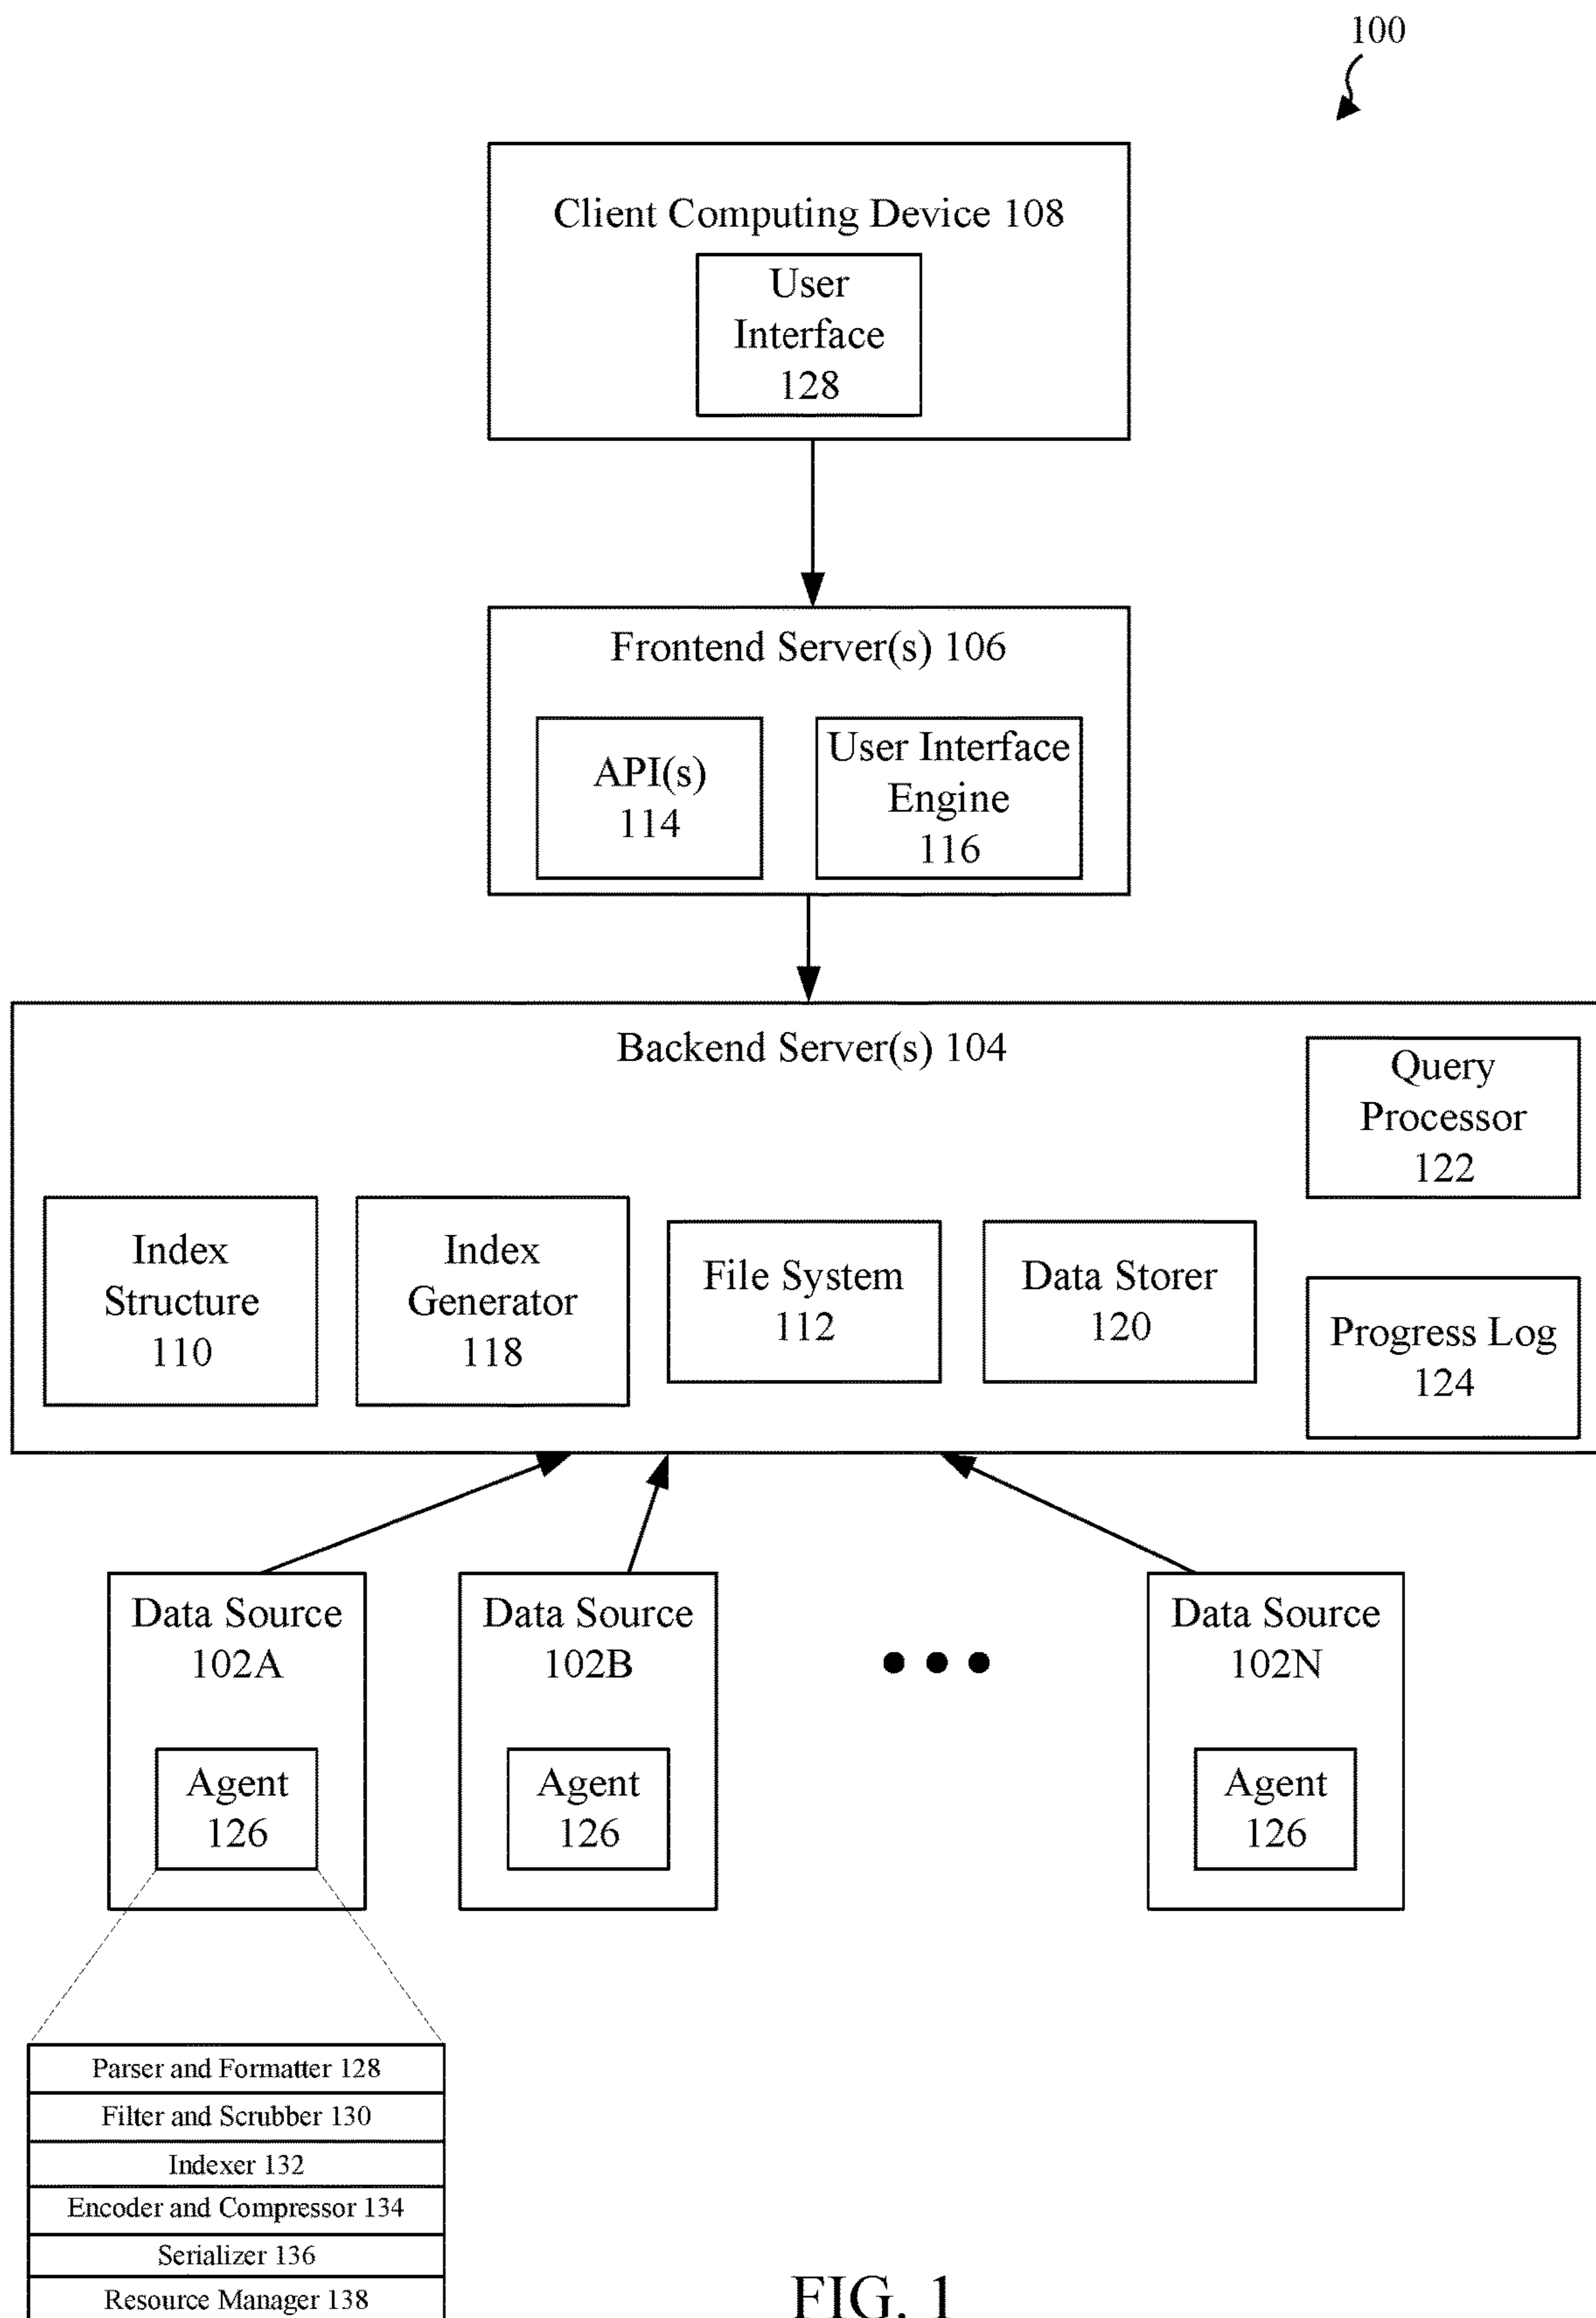 100
Client Computing Device 108
User
Interface
128
Frontend Server(s) 106
API(s)
114
User Interface
Engine
116
Backend Server(s) 104
Query
Processor
122
Index
Structure
110
Index
Generator
118
File System
112
Data Storer
120
Progress Log
124
Data Source
102A
Agent
126
Data Source
102B
Agent
126
Data Source
102N
Agent
126
Parser and Formatter 128
Filter and Scrubber 130
Indexer 132
Encoder and Compressor 134
Serializer 136
Resource Manager 138
FIG. 1